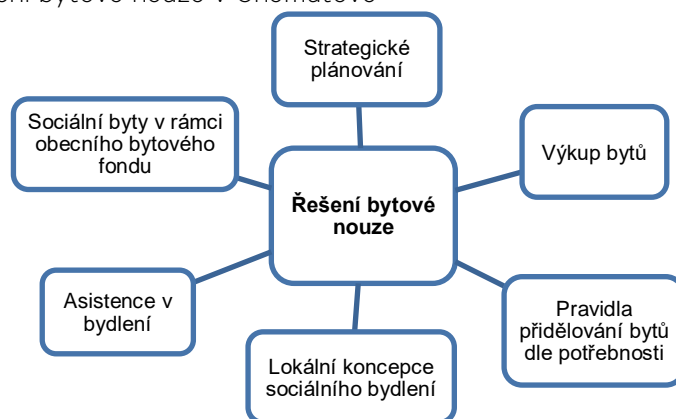 Strategické
plánování
Sociální byty v rámci
obecního bytového
fondu
Výkup bytů
Řešení bytové
nouze
Asistence v
bydlení
Pravidla
přidělování bytů
dle potřebnosti
Lokální koncepce
sociálního bydlení